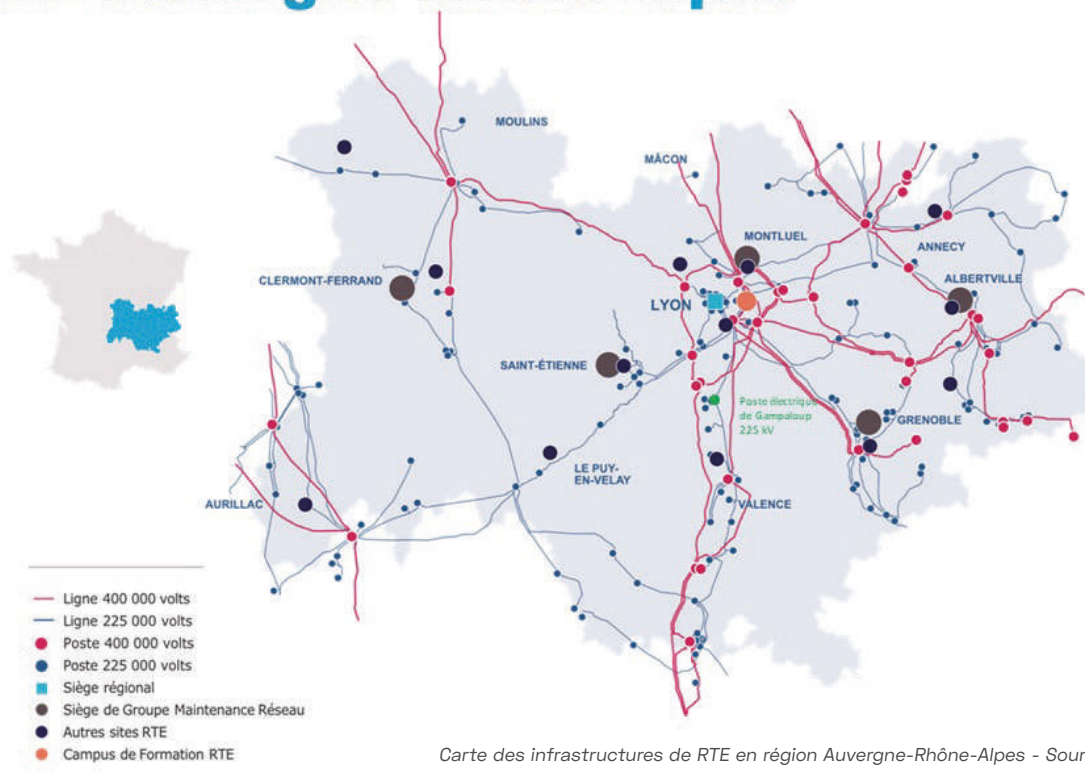 MOULINS
MÂCON
MONTLUEL
ANNECY
CLERMONT-FERRAND
ALBERTVILLE
LYON
SAINT-ÉTIENNE
Poste électrique
de Gampaloup
225 kV
GRENOBLE
LE PUY-
EN-VELAY
AURILLAC
VALENCE
Ligne 400 000 volts
Ligne 225 000 volts
Poste 400 000 volts
Poste 225 000 volts
Siège régional
Siège de Groupe Maintenance Réseau
Autres sites RTE
Campus de Formation RTE
Carte des infrastructures de RTE en région Auvergne-Rhône-Alpes - Sour